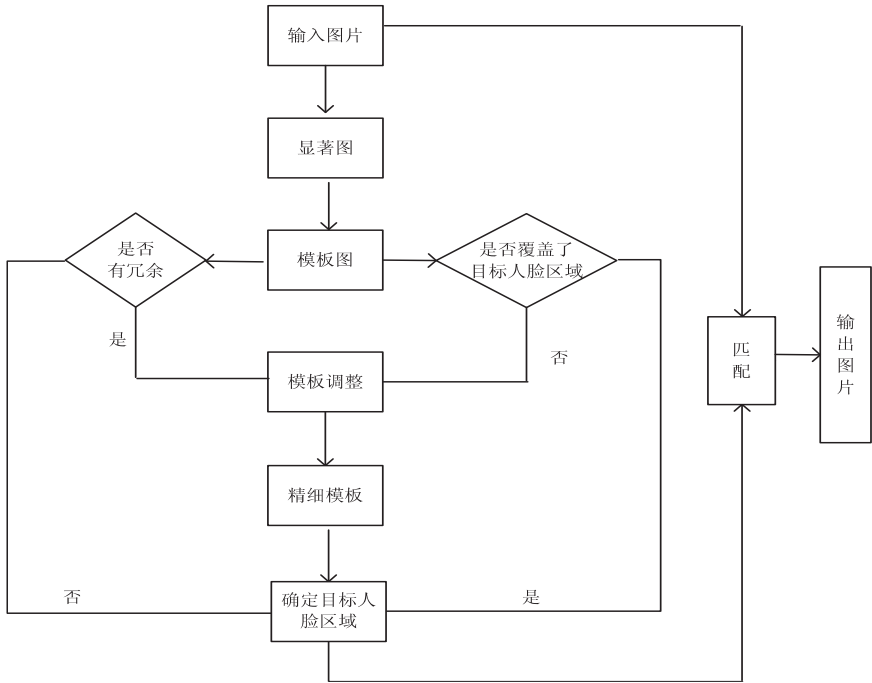 输入图片
显著图
是否
有冗余
模板图
是否覆盖了
目标人脸区域
是
模板调整
否
匹
配
输
出
图
片
精细模板
否
确定目标人
脸区域
是